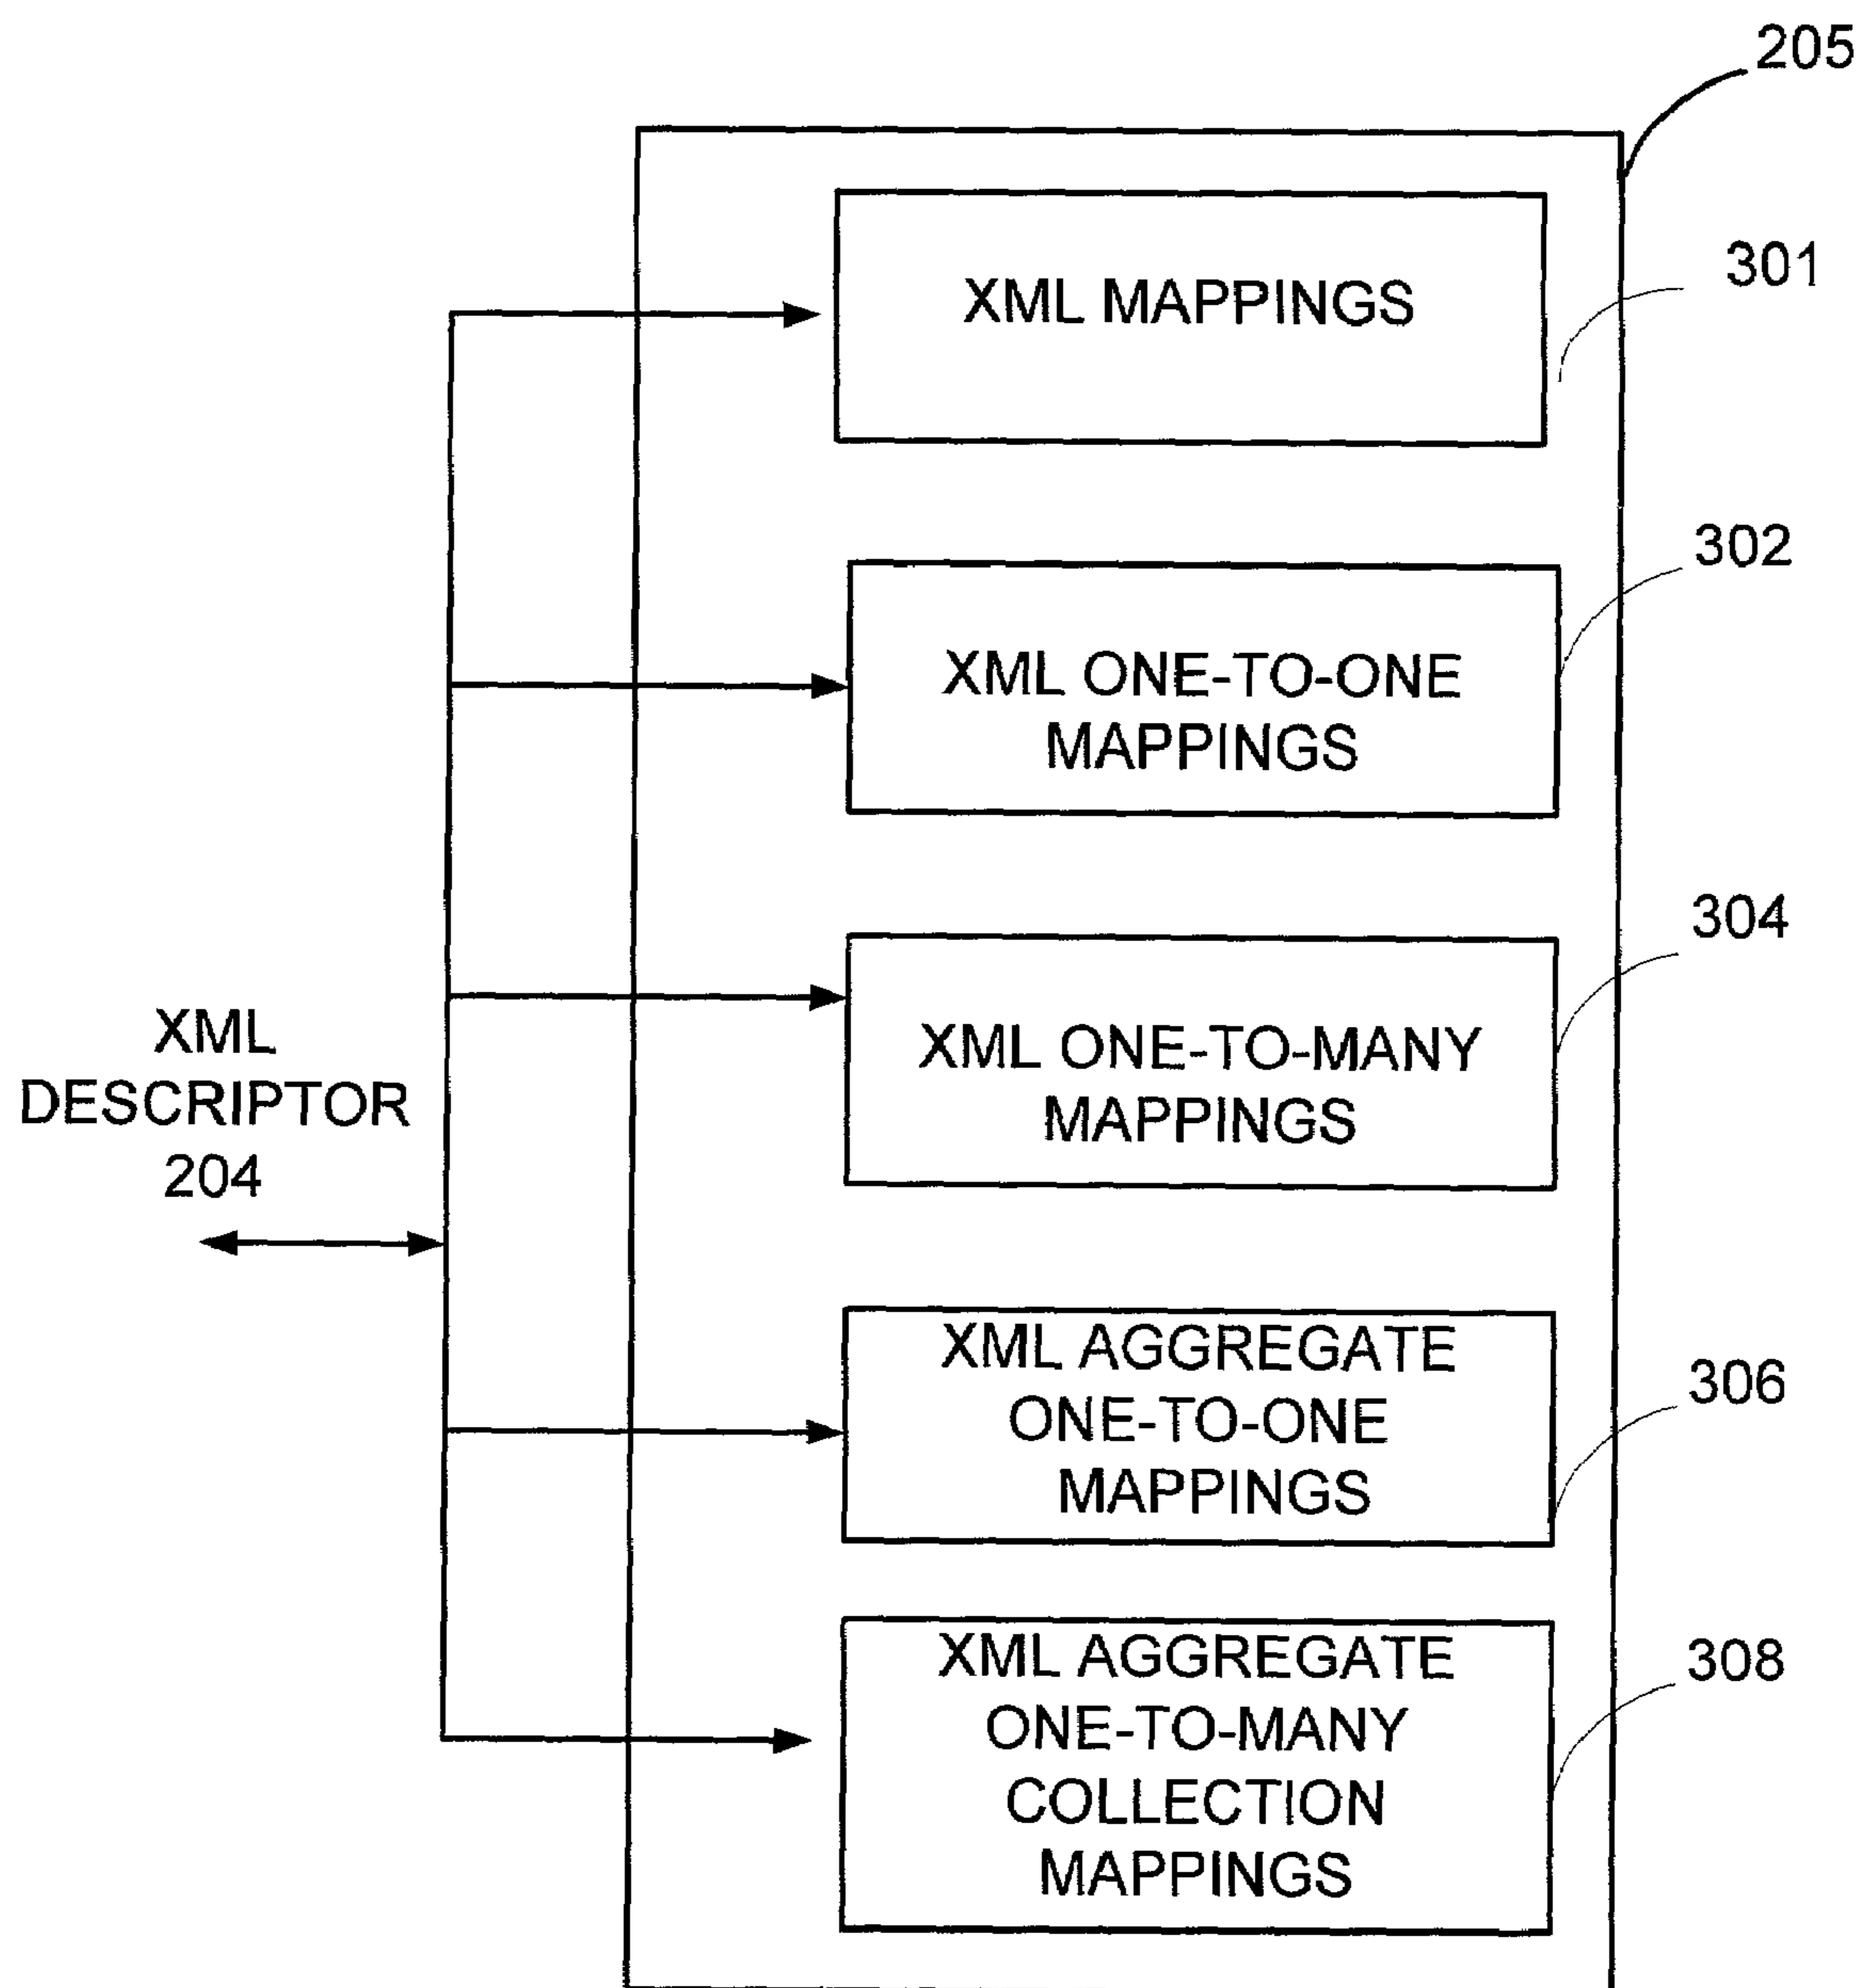 205
XML MAPPINGS
301
302
XML ONE-TO-ONE
MAPPINGS
304
XML ONE-TO-MANY
MAPPINGS
XML
DESCRIPTOR
204
XML AGGREGATE
ONE-TO-ONE
MAPPINGS
306
XML AGGREGATE
ONE-TO-MANY
COLLECTION
MAPPINGS
308